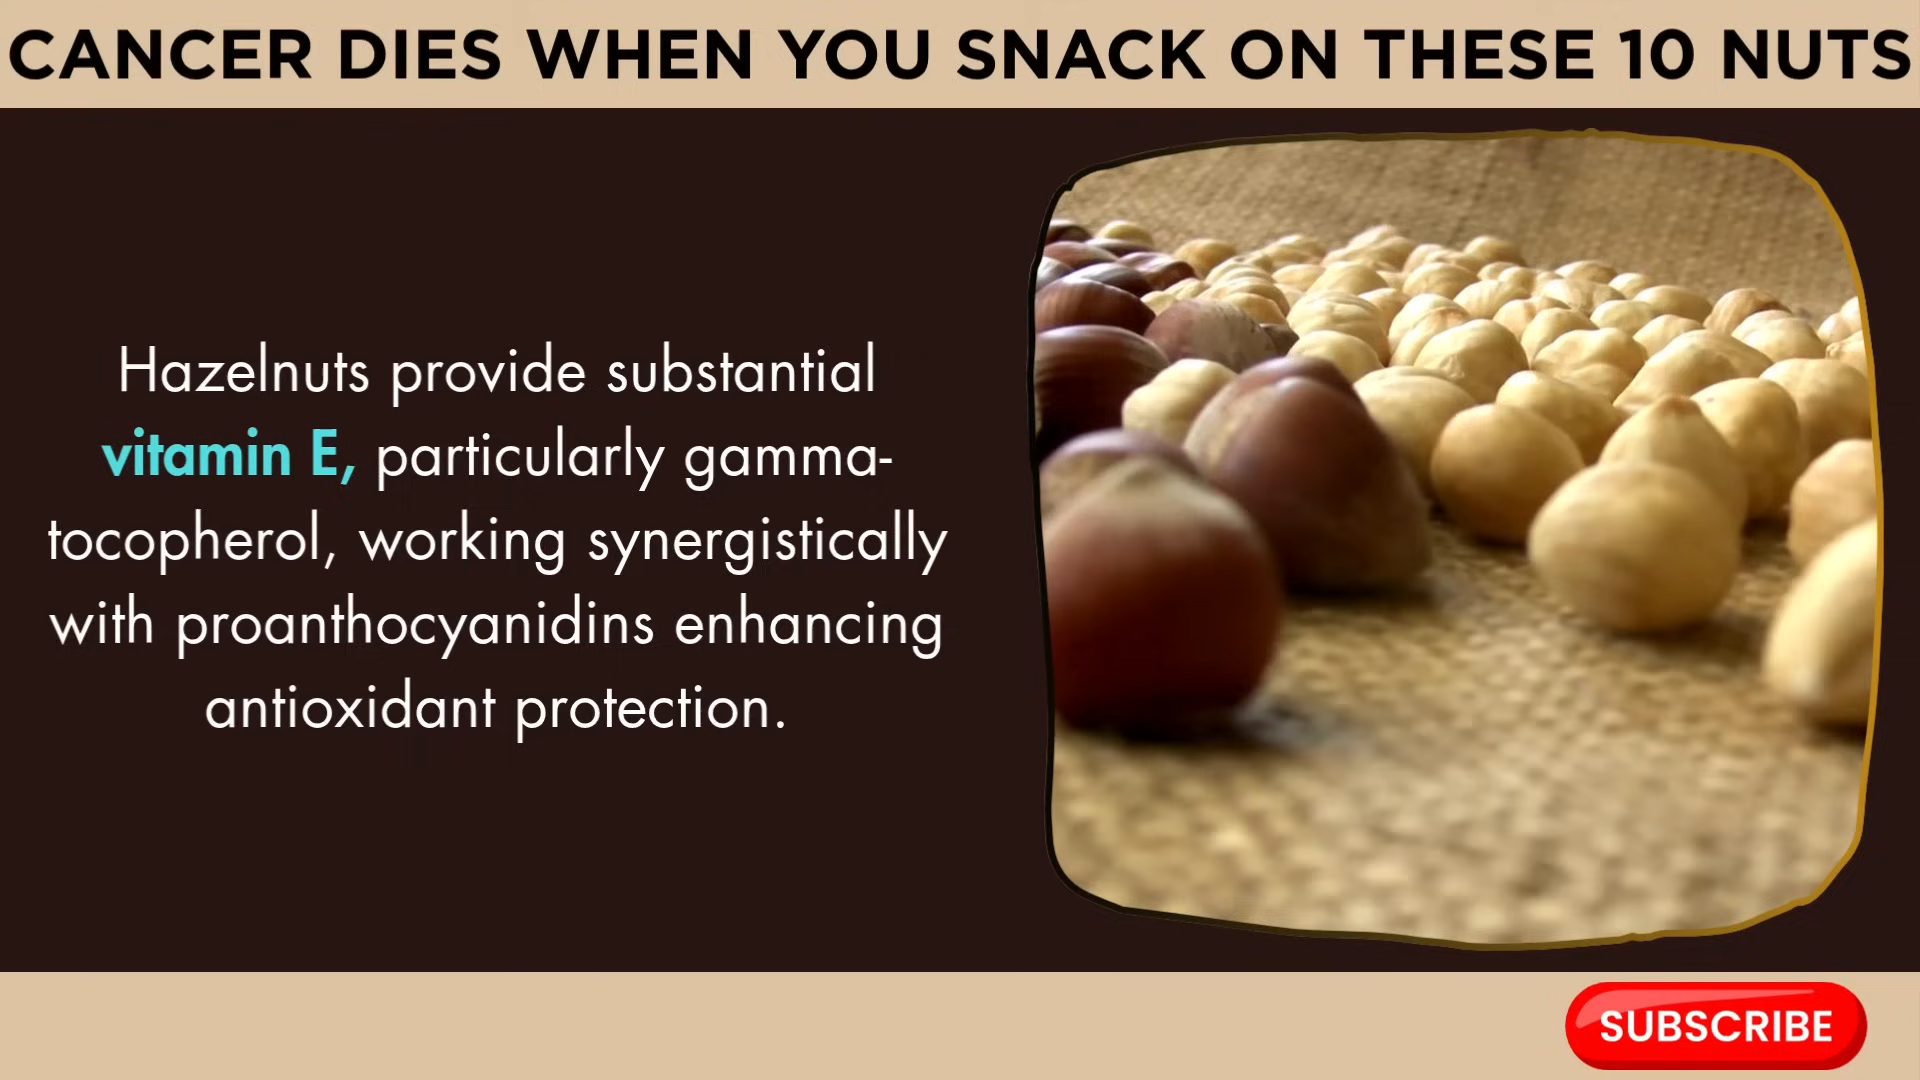 CANCER DIES WHEN YOU SNACK ON THESE 10 NUTS
Hazelnuts provide substantial
vitamin E, particularly gamma-
tocopherol, working synergistically
with proanthocyanidins enhancing
antioxidant protection.
SUBSCRIBE